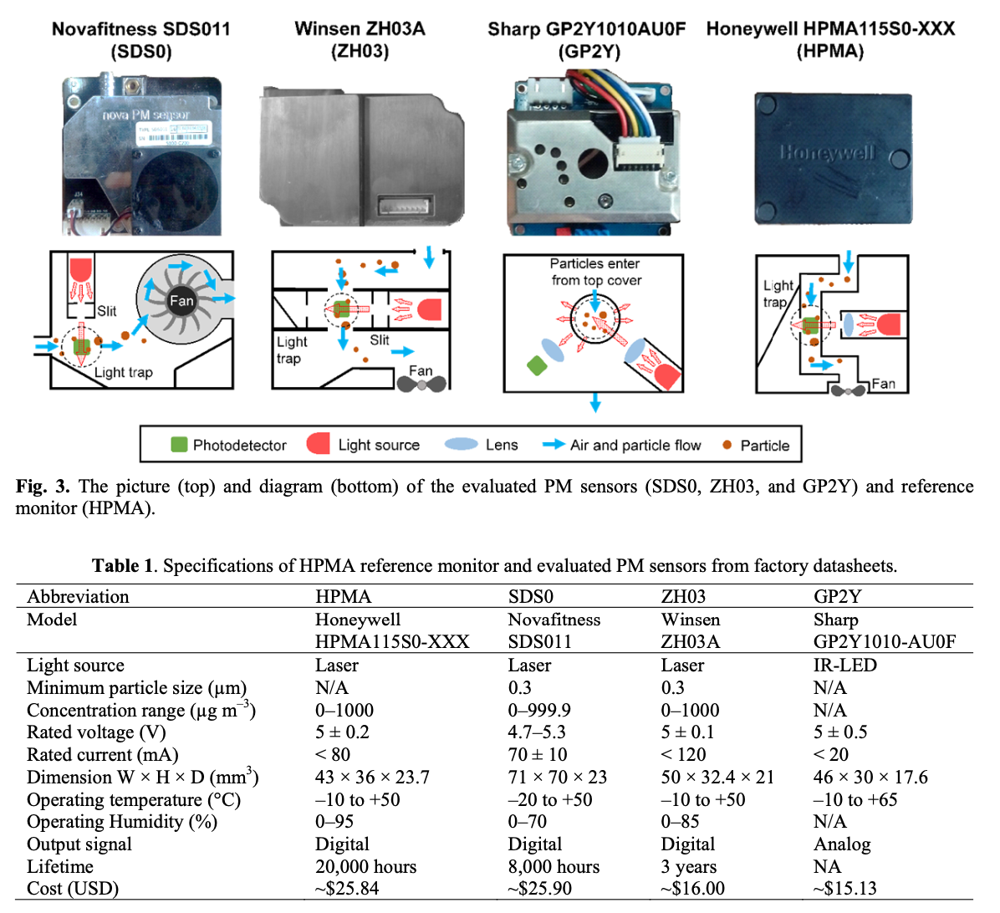 Novafitness SDS011
(SDS0)
Winsen ZH03A
(ZH03)
Sharp GP2Y1010AU0F
(GP2Y)
Honeywell HPMA115S0-XXX
(HPMA)
nova PM sensor
J24
Honeywell
Fan
Slit
Light trap
Light
trap
Slit
Fan
Particles enter
from top cover
Light
trap
Fan
Photodetector Light source Lens Air and particle flow Particle
Fig. 3. The picture (top) and diagram (bottom) of the evaluated PM sensors (SDS0, ZH03, and GP2Y) and reference
monitor (HPMA).
Table 1. Specifications of HPMA reference monitor and evaluated PM sensors from factory datasheets.
Abbreviation HPMA SDS0 ZH03 GP2Y
Model Honeywell Novafitness Winsen Sharp
HPMA115S0-XXX SDS011 ZH03A GP2Y1010-AU0F
Light source Laser Laser Laser IR-LED
Minimum particle size (µm) N/A 0.3 0.3 N/A
Concentration range (µg m⁻³) 0–1000 0–999.9 0–1000 N/A
Rated voltage (V) 5 ± 0.2 4.7–5.3 5 ± 0.1 5 ± 0.5
Rated current (mA) < 80 70 ± 10 < 120 < 20
Dimension W × H × D (mm³) 43 × 36 × 23.7 71 × 70 × 23 50 × 32.4 × 21 46 × 30 × 17.6
Operating temperature (°C) –10 to +50 –20 to +50 –10 to +50 –10 to +65
Operating Humidity (%) 0–95 0–70 0–85 N/A
Output signal Digital Digital Digital Analog
Lifetime 20,000 hours 8,000 hours 3 years NA
Cost (USD) ~$25.84 ~$25.90 ~$16.00 ~$15.13